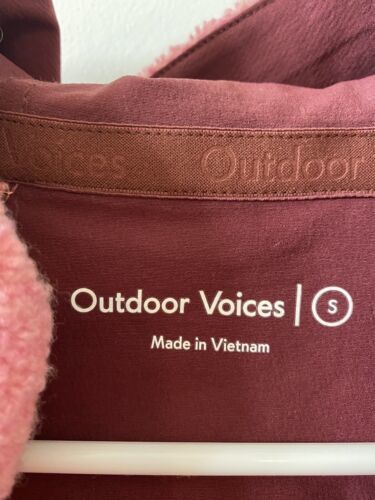 Voices. Outdoor
Outdoor Voices | S
Made in Vietnam